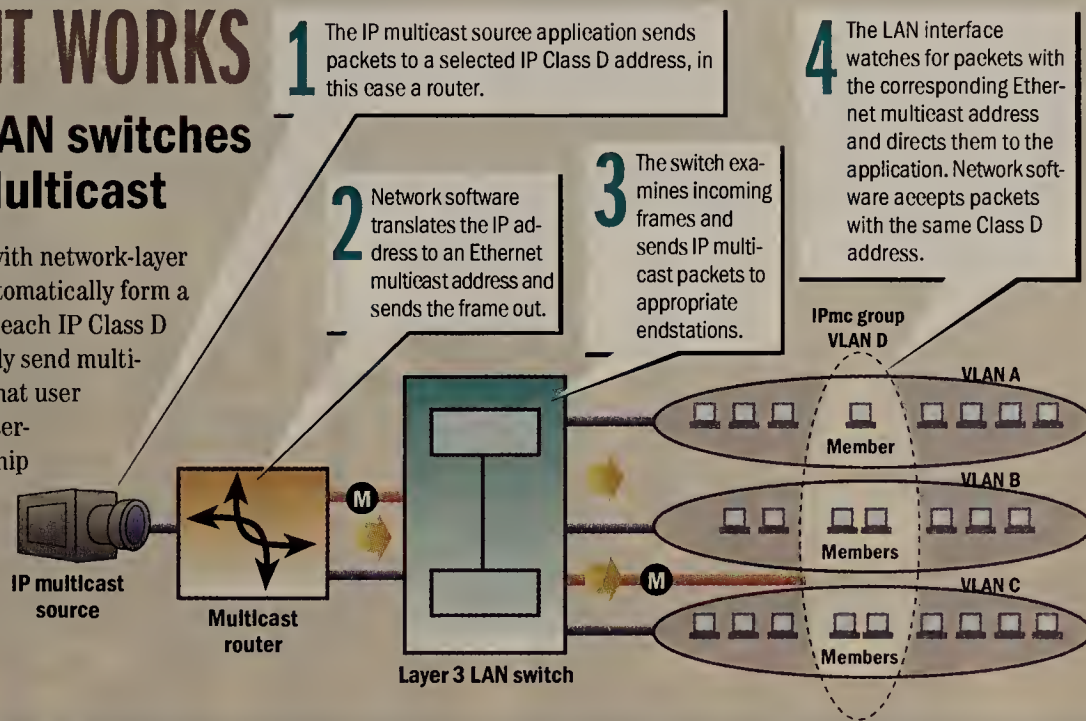 IT WORKS
AN switches
ulticast
with network-layer
tomatically form a
each IP Class D
ly send multi-
hat user
ser-
hip
1 The IP multicast source application sends
packets to a selected IP Class D address, in
this case a router.
2 Network software
translates the IP ad-
dress to an Ethernet
multicast address and
sends the frame out.
3 The switch exa-
mines incoming
frames and
sends IP multi-
cast packets to
appropriate
endstations.
4 The LAN interface
watches for packets with
the corresponding Ether-
net multicast address
and directs them to the
application. Network soft-
ware accepts packets
with the same Class D
address.
IPmc group
VLAN D
VLAN A
Member
VLAN B
Members
VLAN C
Members
M
M
IP multicast
source
Multicast
router
Layer 3 LAN switch